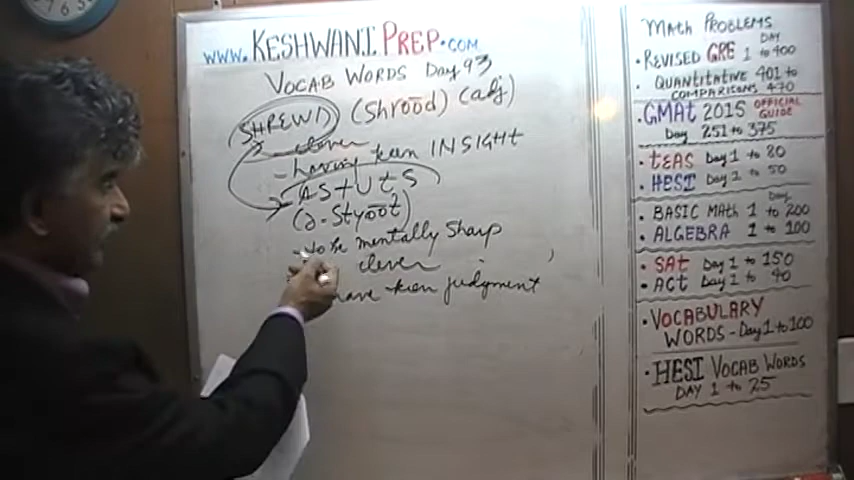 www.KESHWANI PREP.COM
VOCAB WORDS Day 93
SHREWD (shrood) (adj)
- clever
- having keen INSIGHT
ASTUTE
(ə-styoot)
- to be mentally sharp
clever
have keen judgment
MATH PROBLEMS
DAY
• REVISED GRE 1 to 400
• QUANTITATIVE 401 to
COMPARISONS 470
• GMAT 2015 OFFICIAL GUIDE
Day 251 to 375
• TEAS Day 1 to 80
• HESI Day 1 to 50
Day
• BASIC MATH 1 to 200
• ALGEBRA 1 to 100
• SAT Day 1 to 150
• ACT Day 1 to 40
• VOCABULARY
WORDS - Day 1 to 100
• HESI VOCAB WORDS
DAY 1 to 25